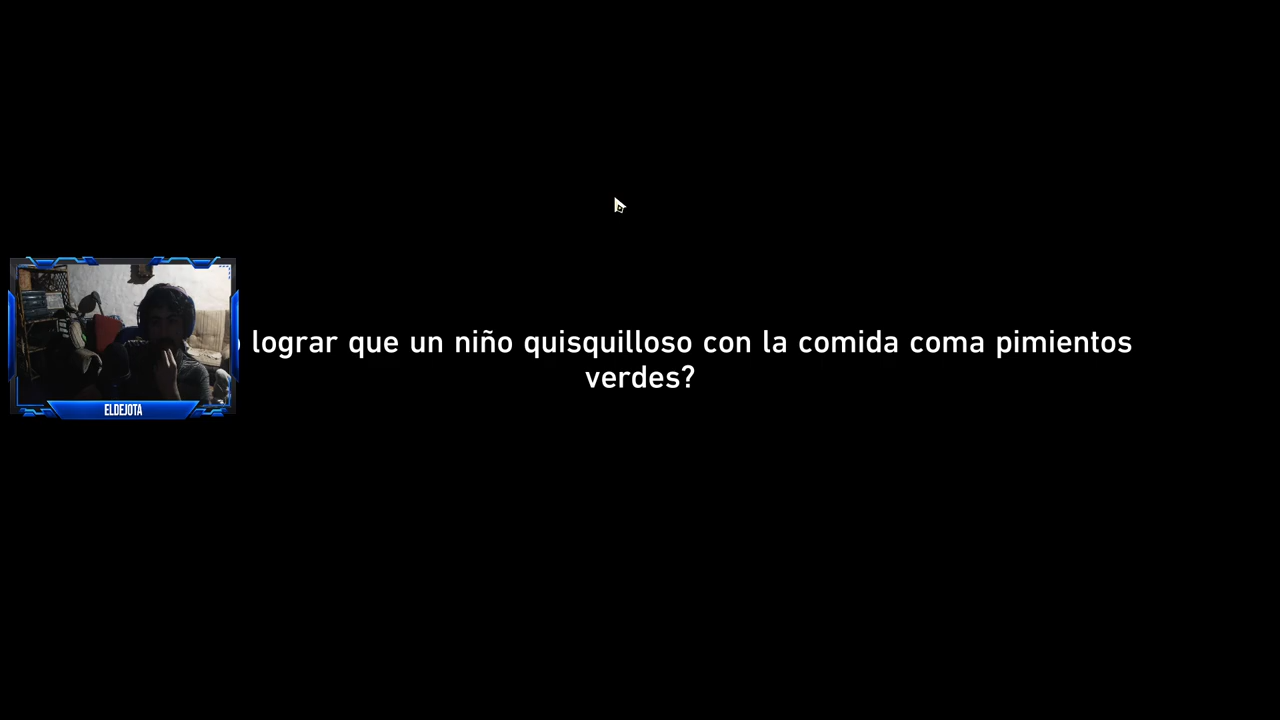 lograr que un niño quisquilloso con la comida coma pimientos
verdes?
ELDEJOTA